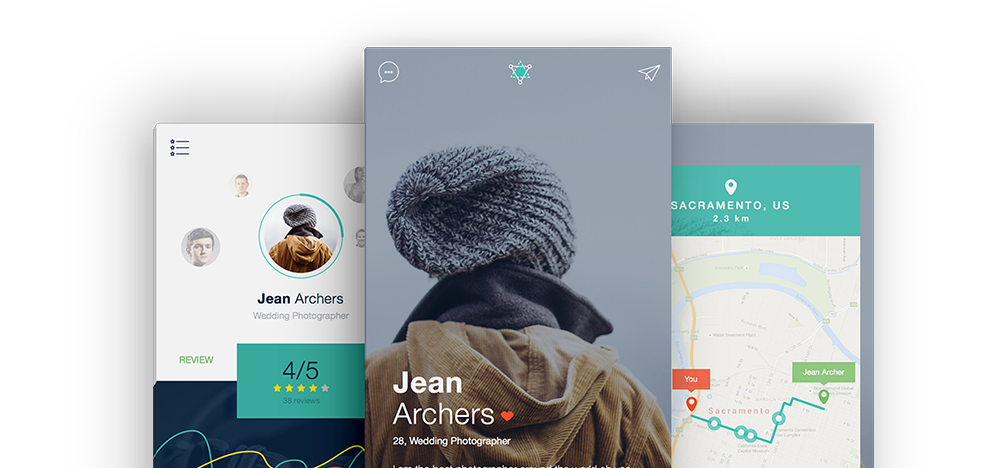 Jean Archers
Wedding Photographer
REVIEW
4/5
38 reviews
Jean
Archers
28, Wedding Photographer
SACRAMENTO, US
2.3 km
You
Jean Archer
Sacramento